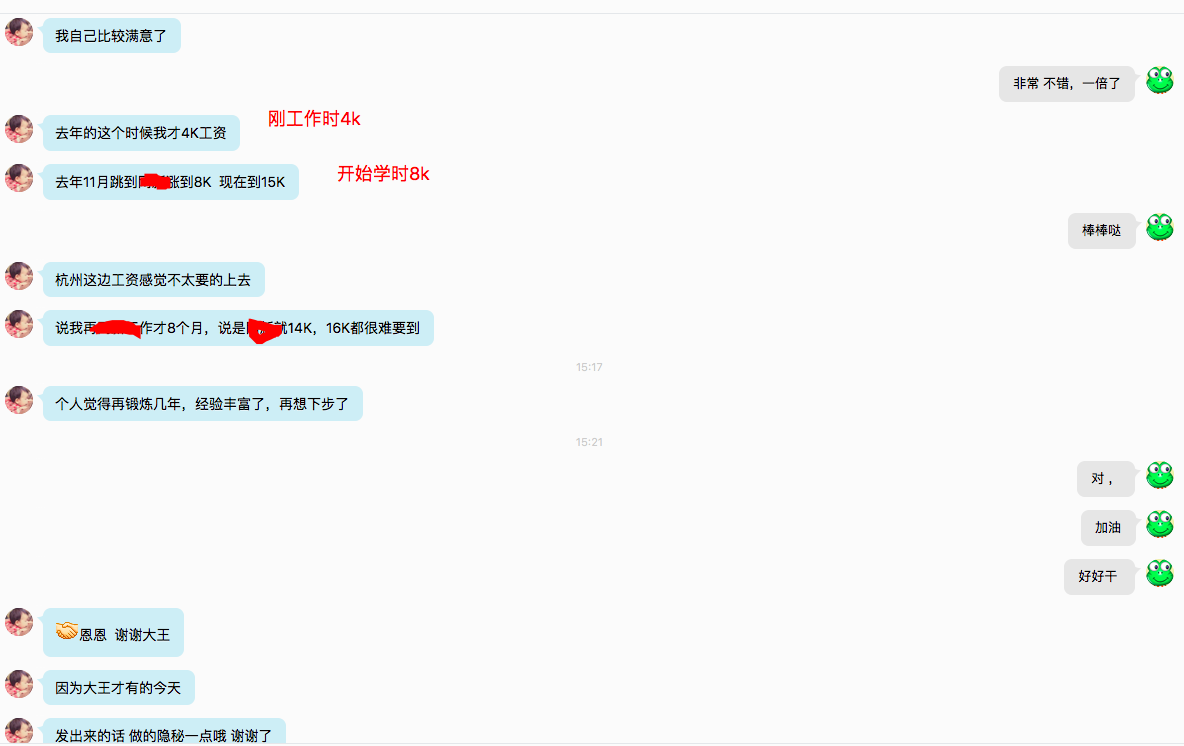 我自己比较满意了
非常 不错，一倍了
刚工作时4k
去年的这个时候我才4K工资
开始学时8k
去年11月跳到 涨到8K 现在到15K
棒棒哒
杭州这边工资感觉不太要的上去
说我再 作才8个月，说是 就14K，16K都很难要到
15:17
个人觉得再锻炼几年，经验丰富了，再想下步了
15:21
对 ，
加油
好好干
恩恩 谢谢大王
因为大王才有的今天
发出来的话 做的隐秘一点哦 谢谢了